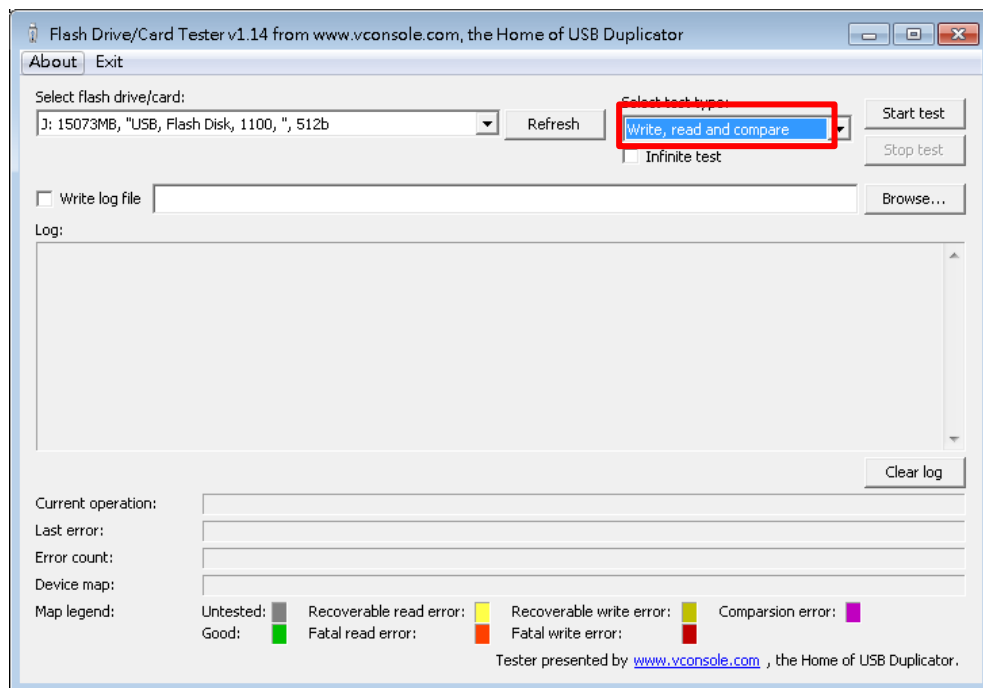 Flash Drive/Card Tester v1.14 from www.vconsole.com, the Home of USB Duplicator
About Exit
Select flash drive/card:
Select test type:
J: 15073MB, "USB, Flash Disk, 1100, ", 512b
Refresh
Write, read and compare
Start test
Infinite test
Stop test
Write log file
Browse...
Log:
Clear log
Current operation:
Last error:
Error count:
Device map:
Map legend: Untested: Recoverable read error: Recoverable write error: Comparsion error:
Good: Fatal read error: Fatal write error:
Tester presented by www.vconsole.com , the Home of USB Duplicator.